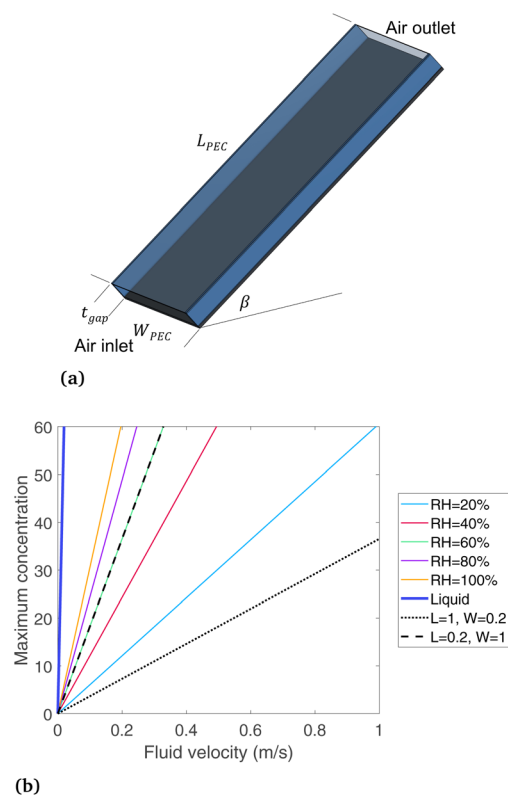 Air outlet
L_PEC
t_gap
W_PEC
β
Air inlet
(a)
60
50
40
30
20
10
0
Maximum concentration
0 0.2 0.4 0.6 0.8 1
Fluid velocity (m/s)
RH=20%
RH=40%
RH=60%
RH=80%
RH=100%
Liquid
L=1, W=0.2
L=0.2, W=1
(b)